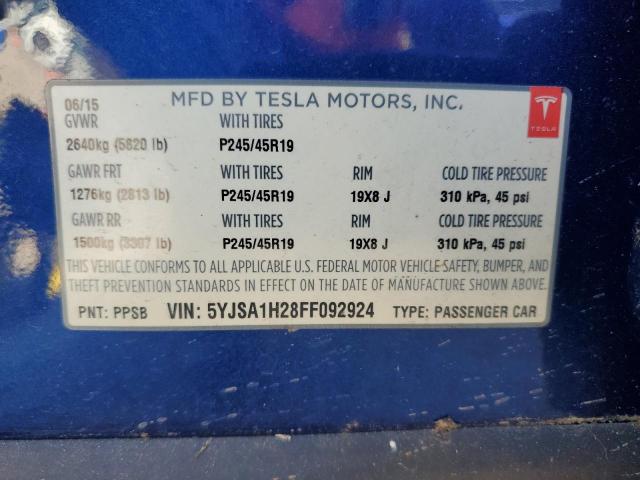 06/15 MFD BY TESLA MOTORS, INC.
TESLA
GVWR WITH TIRES
2640kg (5820 lb) P245/45R19
GAWR FRT WITH TIRES RIM COLD TIRE PRESSURE
1276kg (2813 lb) P245/45R19 19X8 J 310 kPa, 45 psi
GAWR RR WITH TIRES RIM COLD TIRE PRESSURE
1500kg (3307 lb) P245/45R19 19X8 J 310 kPa, 45 psi
THIS VEHICLE CONFORMS TO ALL APPLICABLE U.S. FEDERAL MOTOR VEHICLE SAFETY, BUMPER, AND
THEFT PREVENTION STANDARDS IN EFFECT ON THE DATE OF MANUFACTURE SHOWN ABOVE.
PNT: PPSB VIN: 5YJSA1H28FF092924 TYPE: PASSENGER CAR